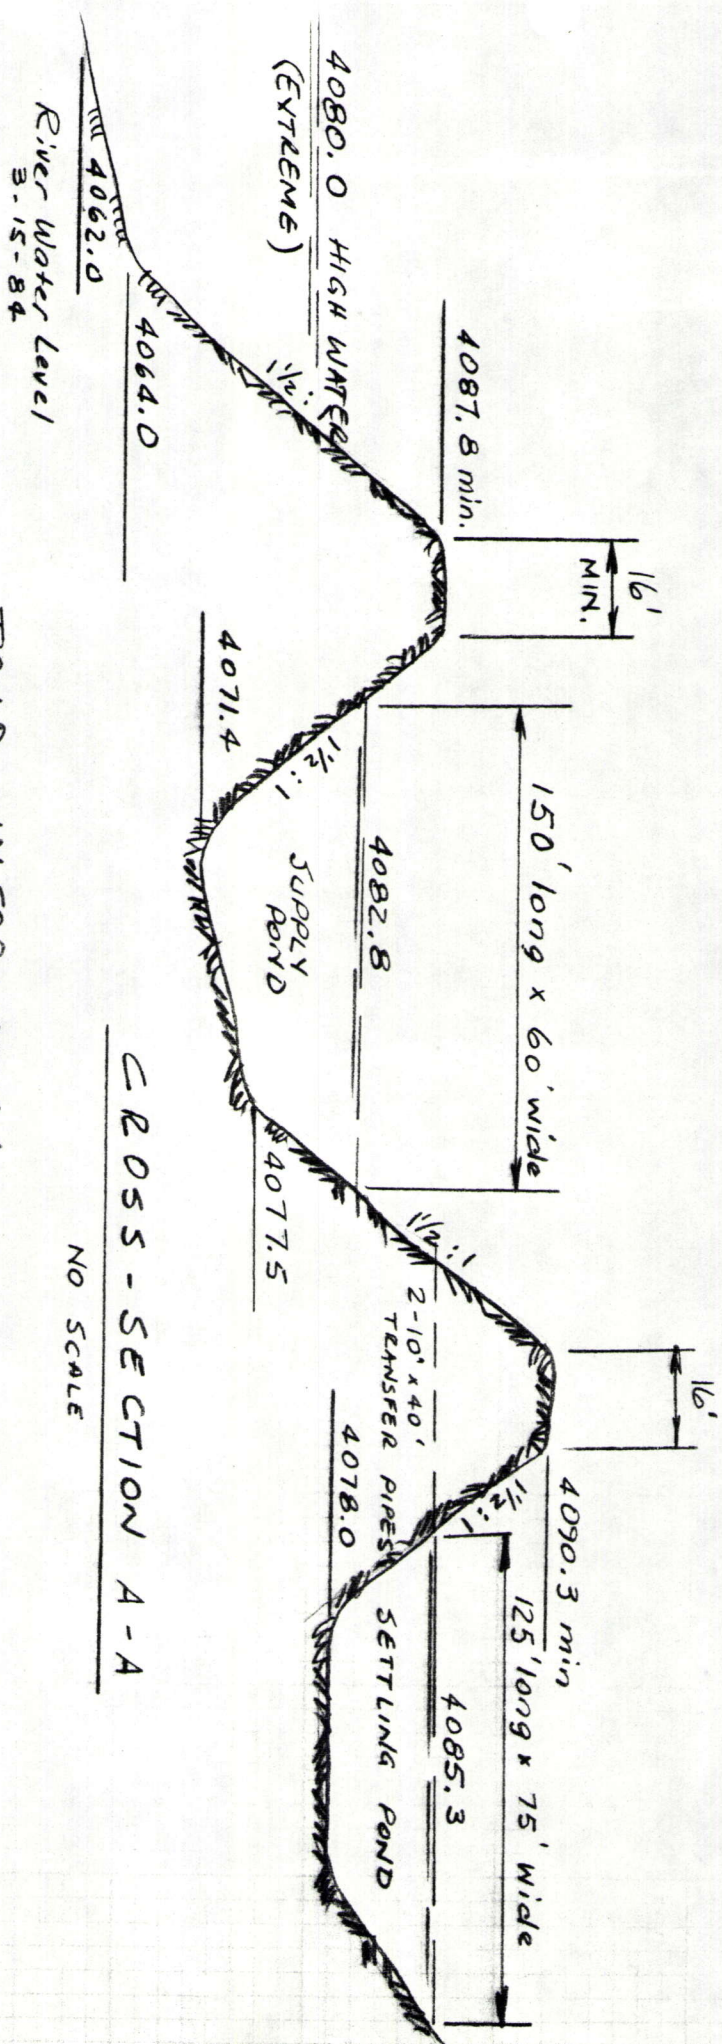 16'
MIN.
16'
4087.8 min.
4090.3 min
150' long x 60' wide
125' long x 75' wide
4080.0 HIGH WATER
(EXTREME)
1½:1
1½:1
1½:1
1½:1
4082.8
4085.3
2-10" x 40'
TRANSFER PIPES
SUPPLY
POND
SETTLING POND
4062.0
4064.0
4071.4
4077.5
4078.0
River Water Level
3-15-84
CROSS-SECTION A-A
NO SCALE